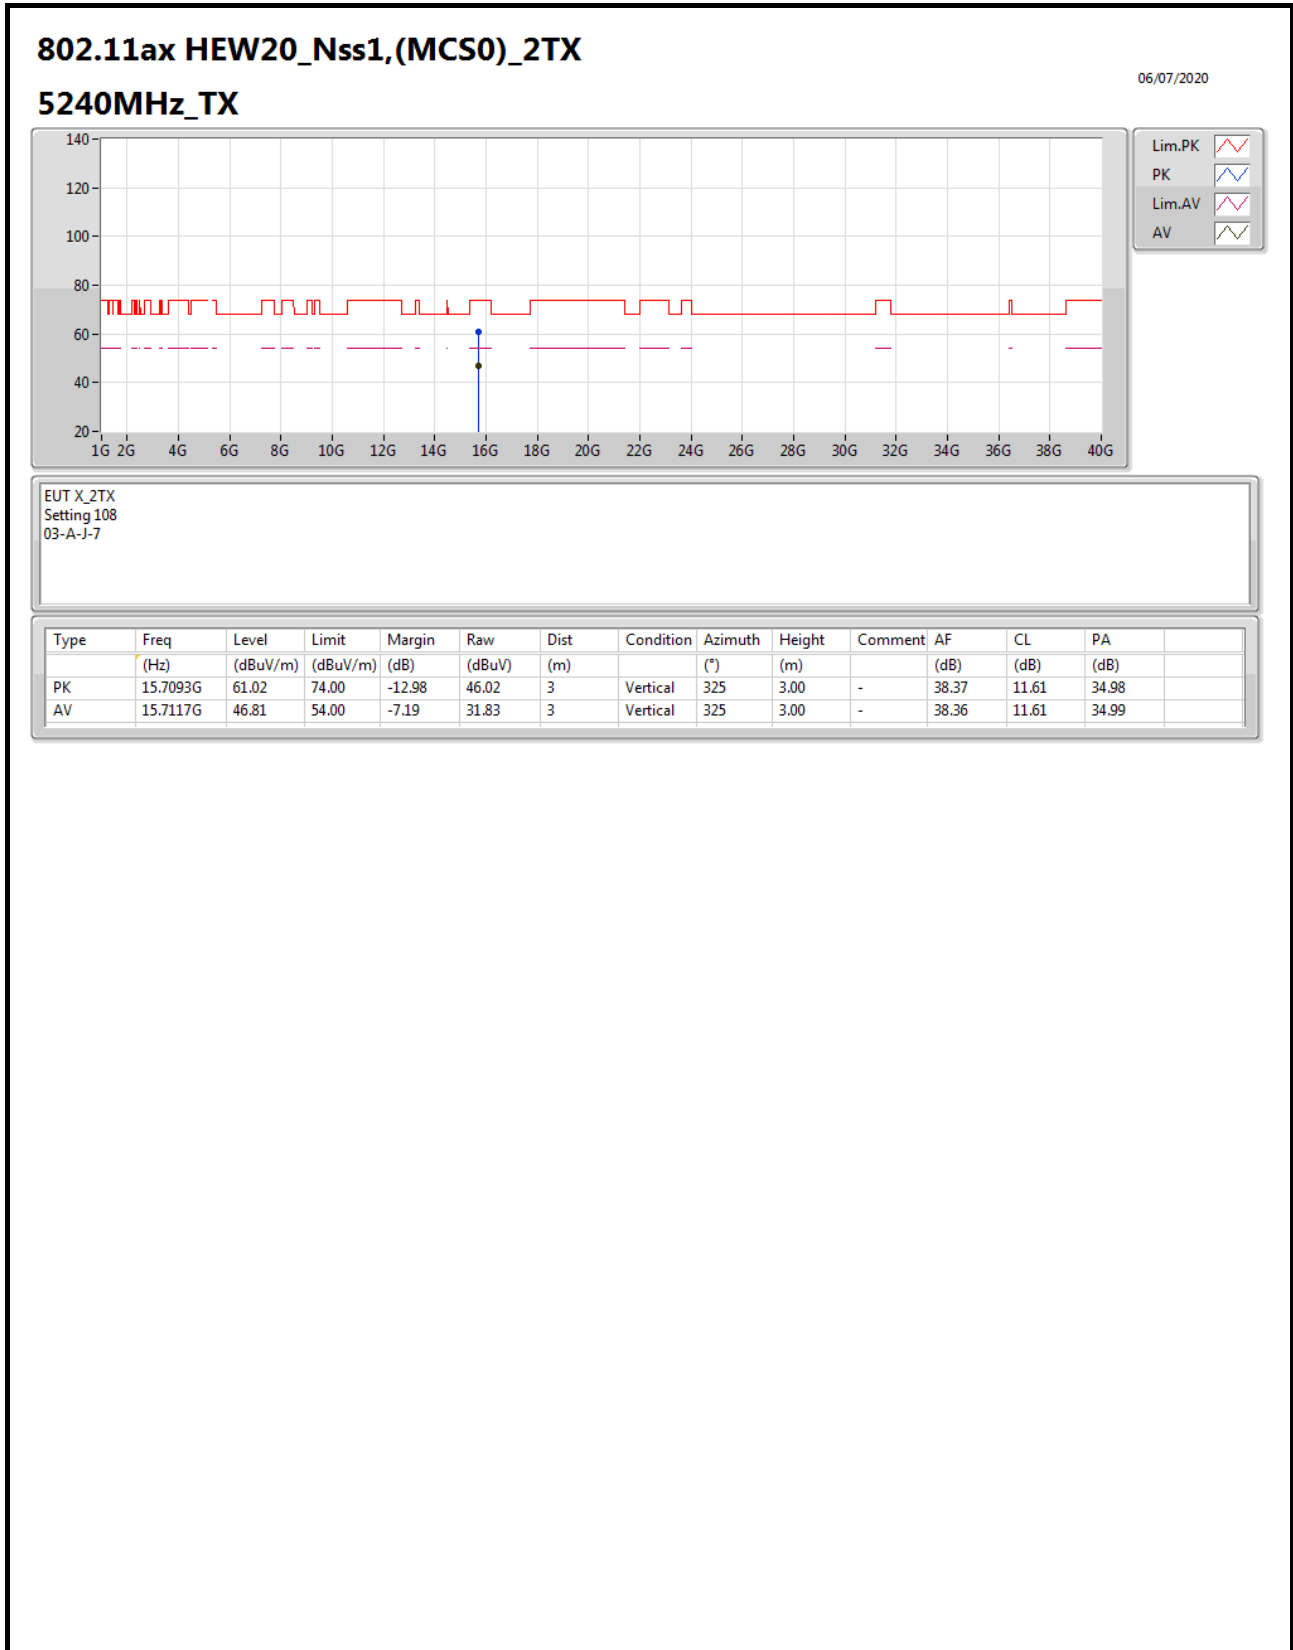 802.11ax HEW20_Nss1,(MCS0)_2TX
06/07/2020
5240MHz_TX
140
120
100
80
60
40
20
1G 2G 4G 6G 8G 10G 12G 14G 16G 18G 20G 22G 24G 26G 28G 30G 32G 34G 36G 38G 40G
Lim.PK
PK
Lim.AV
AV
EUT X_2TX
Setting 108
03-A-J-7
Type Freq Level Limit Margin Raw Dist Condition Azimuth Height Comment AF CL PA
(Hz) (dBuV/m) (dBuV/m) (dB) (dBuV) (m) (°) (m) (dB) (dB) (dB)
PK 15.7093G 61.02 74.00 -12.98 46.02 3 Vertical 325 3.00 - 38.37 11.61 34.98
AV 15.7117G 46.81 54.00 -7.19 31.83 3 Vertical 325 3.00 - 38.36 11.61 34.99